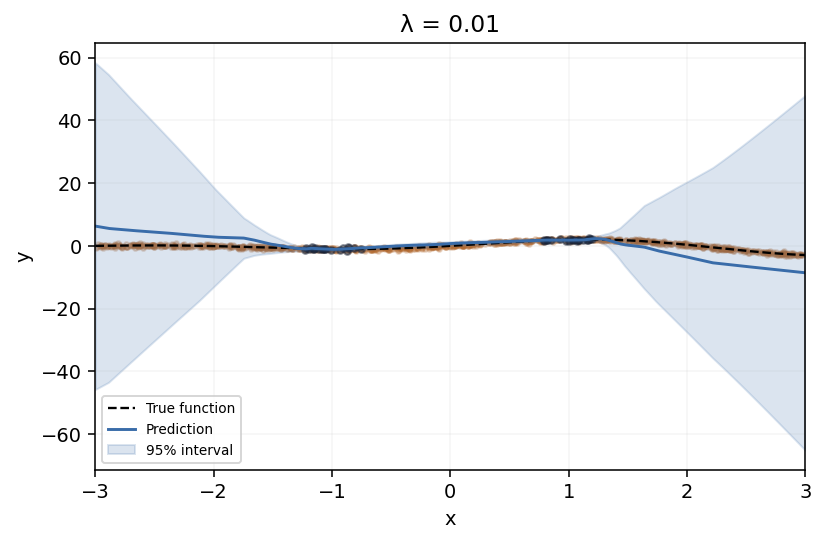 λ = 0.01
y
60
40
20
0
−20
−40
−60
True function
Prediction
95% interval
−3
−2
−1
0
1
2
3
x